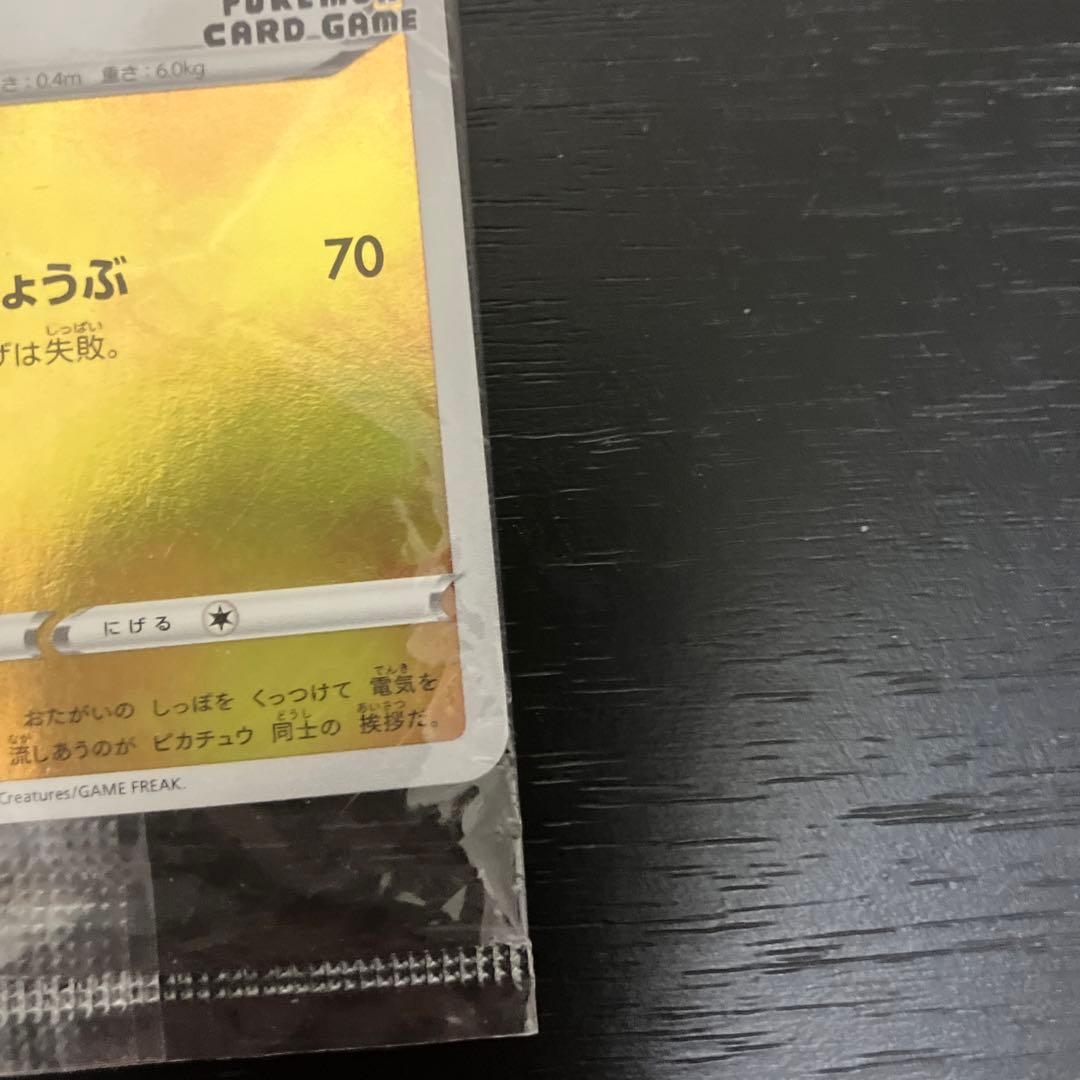 POKÉMON
CARD GAME
さ:0.4m 重さ:6.0kg
ょうぶ 70
しっぱい
は失敗。
にげる
でんき
おたがいの しっぽを くっつけて 電気を
なが どうし あいさつ
流しあうのが ピカチュウ 同士の 挨拶だ。
Creatures/GAME FREAK.